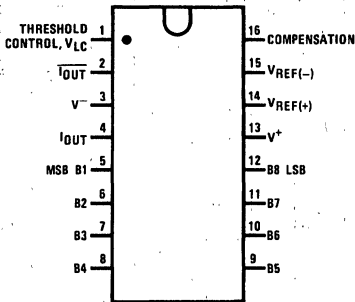 THRESHOLD 1 16 COMPENSATION
CONTROL, VLC
IOUT 2 15 VREF(−)
V− 3 14 VREF(+)
IOUT 4 13 V+
MSB B1 5 12 B8 LSB
B2 6 11 B7
B3 7 10 B6
B4 8 9 B5